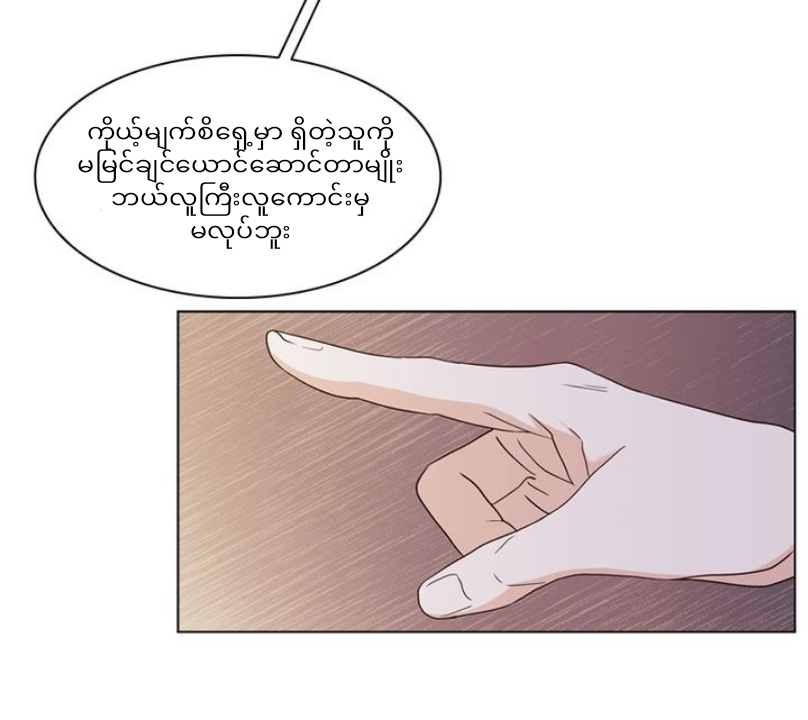 ကိုယ့်မျက်စိရှေ့မှာ ရှိတဲ့သူကို
မမြင်ချင်ယောင်ဆောင်တာမျိုး
ဘယ်လူကြီးလူကောင်းမှ
မလုပ်ဘူး